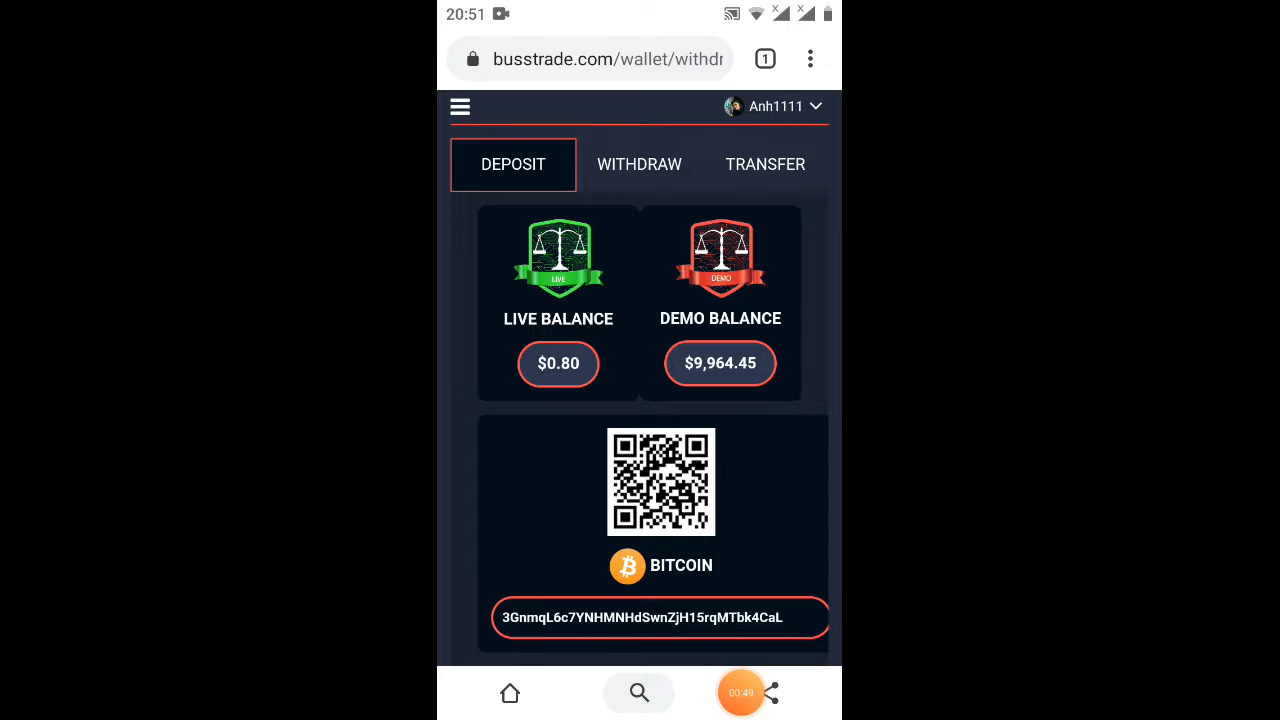 20:51
busstrade.com/wallet/withdr
1
Anh1111
DEPOSIT WITHDRAW TRANSFER
LIVE DEMO
LIVE BALANCE DEMO BALANCE
$0.80 $9,964.45
BITCOIN
3GnmqL6c7YNHMNHdSwnZjH15rqMTbk4CaL
00:49